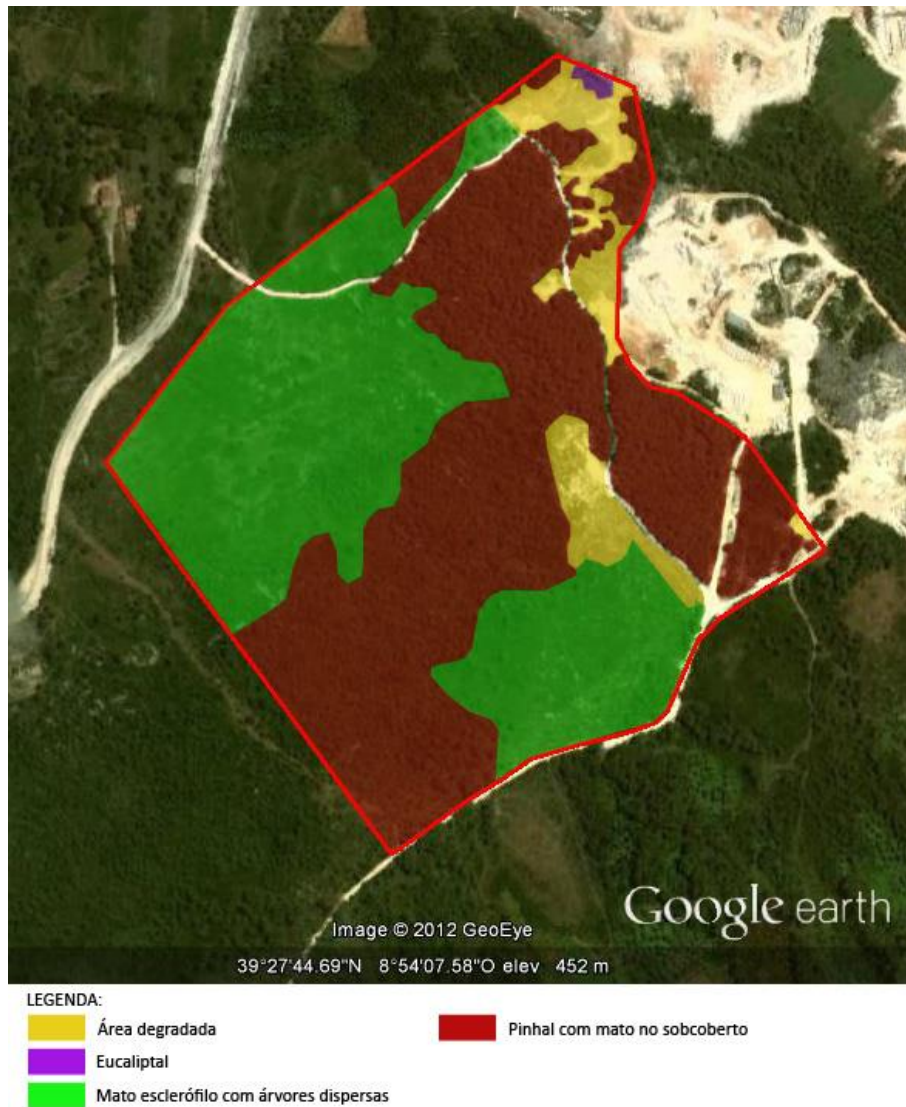 Google earth
Image © 2012 GeoEye
39°27'44.69"N 8°54'07.58"O elev 452 m
LEGENDA:
Área degradada
Pinhal com mato no sobcoberto
Eucaliptal
Mato esclerófilo com árvores dispersas